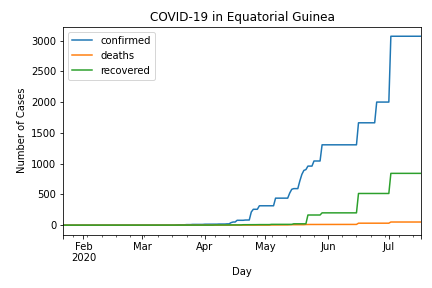 COVID-19 in Equatorial Guinea
confirmed
deaths
recovered
Number of Cases
3000
2500
2000
1500
1000
500
0
Feb
2020
Mar
Apr
May
Jun
Jul
Day